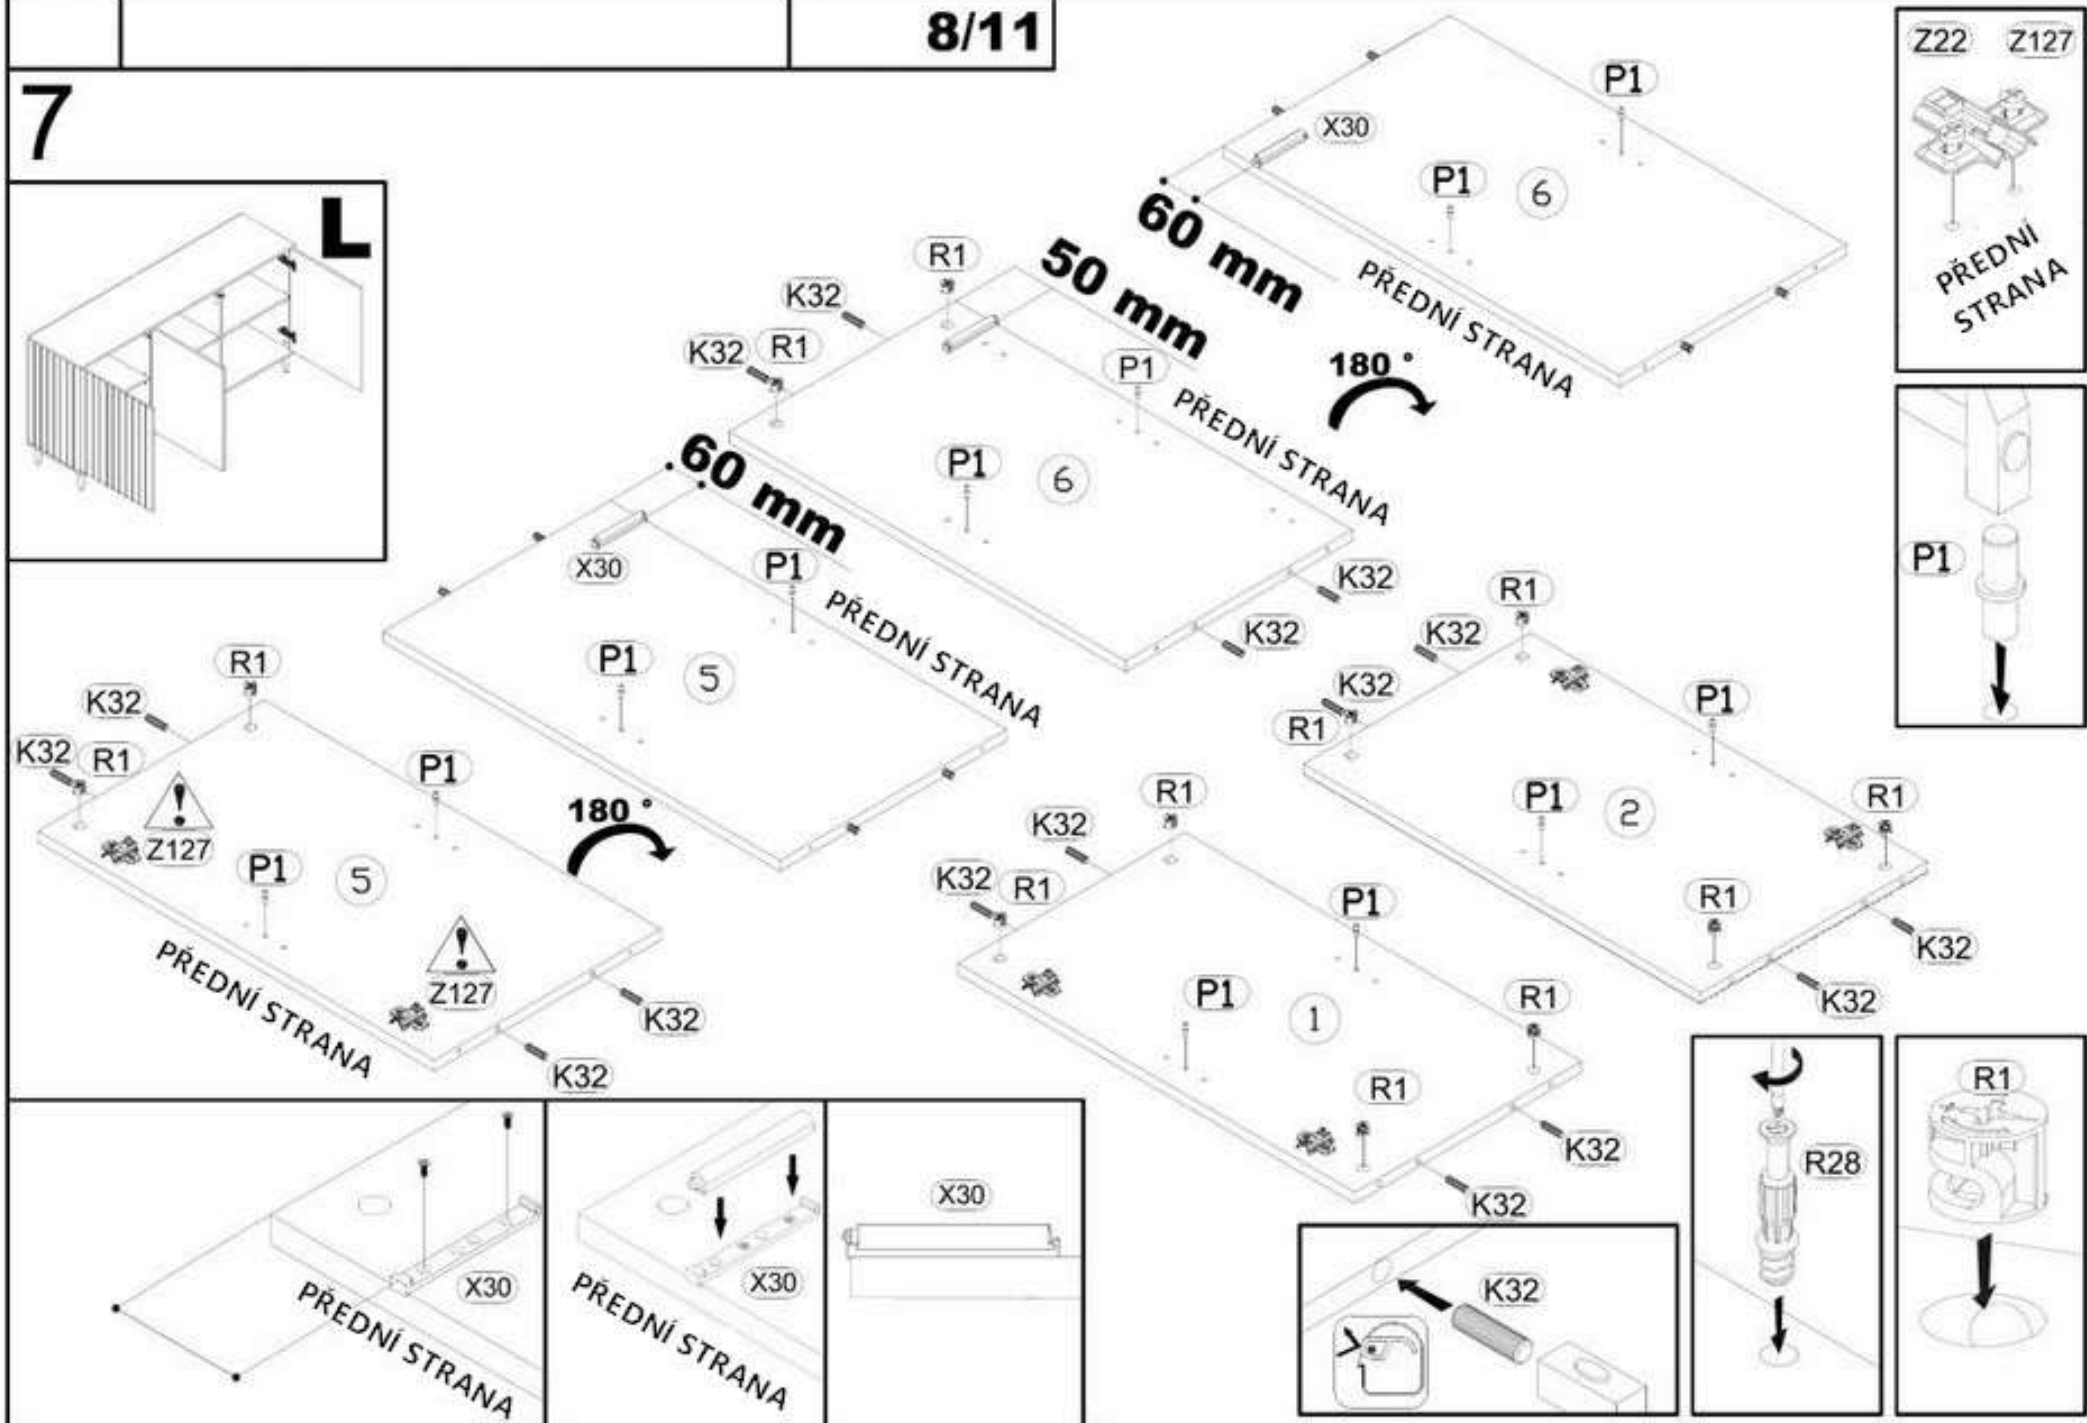 8/11
7
L
Z22 Z127
PŘEDNÍ
STRANA
P1
X30
P1
6
60 mm
PŘEDNÍ STRANA
180 °
R1
K32
K32 R1
50 mm
P1
PŘEDNÍ STRANA
P1
6
K32
K32
60 mm
X30
P1
PŘEDNÍ STRANA
P1
5
180 °
R1
K32
K32 R1
P1
!
Z127
P1
5
!
Z127
PŘEDNÍ STRANA
K32
K32
P1
R1
K32
K32
R1
P1
P1
2
R1
R1
K32
K32
R1
K32
K32 R1
P1
P1
1
R1
R1
K32
K32
X30
PŘEDNÍ STRANA
X30
PŘEDNÍ STRANA
X30
K32
R28
R1